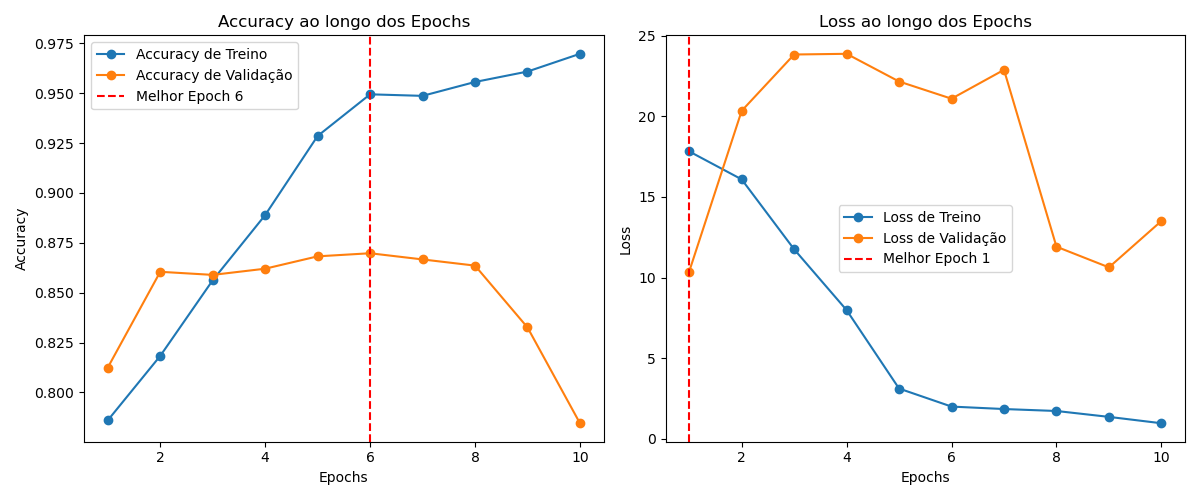 Accuracy ao longo dos Epochs
Accuracy de Treino
Accuracy de Validação
Melhor Epoch 6
0.975
0.950
0.925
0.900
0.875
0.850
0.825
0.800
Accuracy
2 4 6 8 10
Epochs
Loss ao longo dos Epochs
Loss de Treino
Loss de Validação
Melhor Epoch 1
25
20
15
10
5
0
Loss
2 4 6 8 10
Epochs